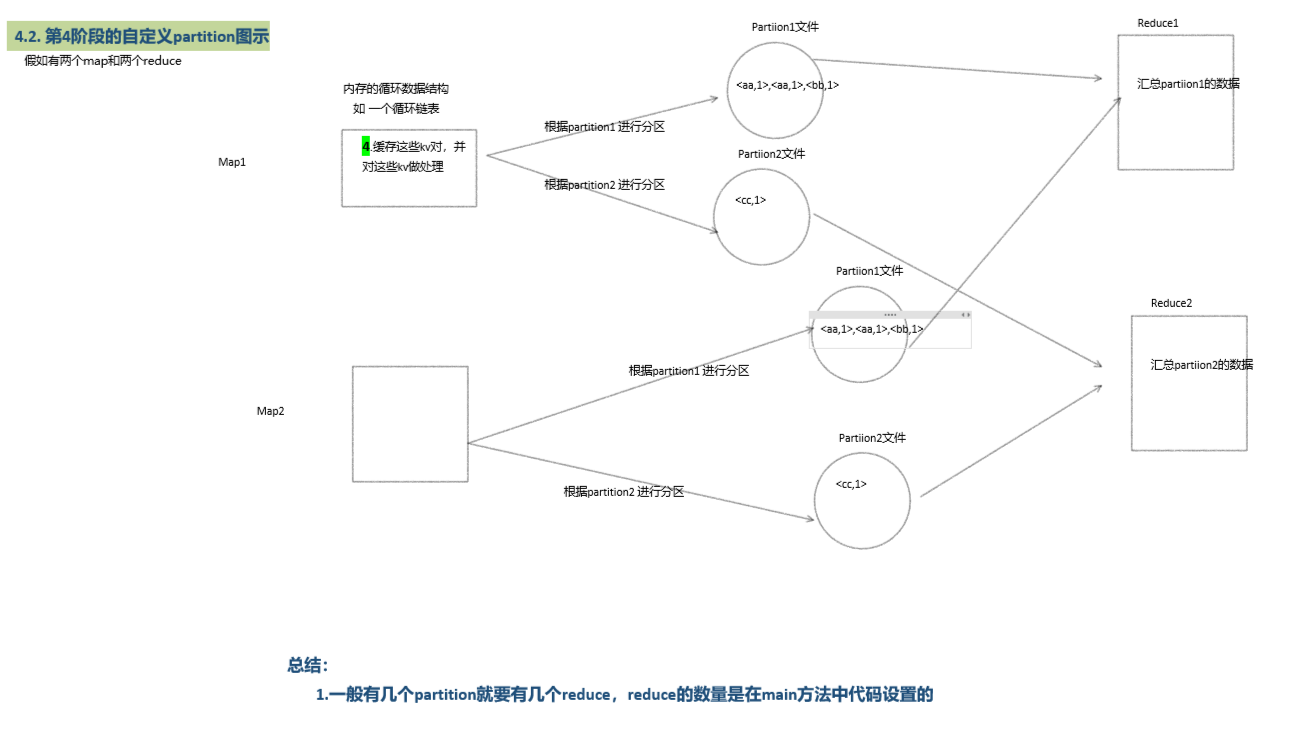 4.2. 第4阶段的自定义partition图示
假如有两个map和两个reduce
内存的循环数据结构
如 一个循环链表
Map1
4.缓存这些kv对，并
对这些kv做处理
根据partition1 进行分区
根据partition2 进行分区
Partiion1文件
<aa,1>,<aa,1>,<bb,1>
Partiion2文件
<cc,1>
Reduce1
汇总partiion1的数据
Map2
根据partition1 进行分区
根据partition2 进行分区
Partiion1文件
<aa,1>,<aa,1>,<bb,1>
Partiion2文件
<cc,1>
Reduce2
汇总partiion2的数据
总结：
1.一般有几个partition就要有几个reduce，reduce的数量是在main方法中代码设置的